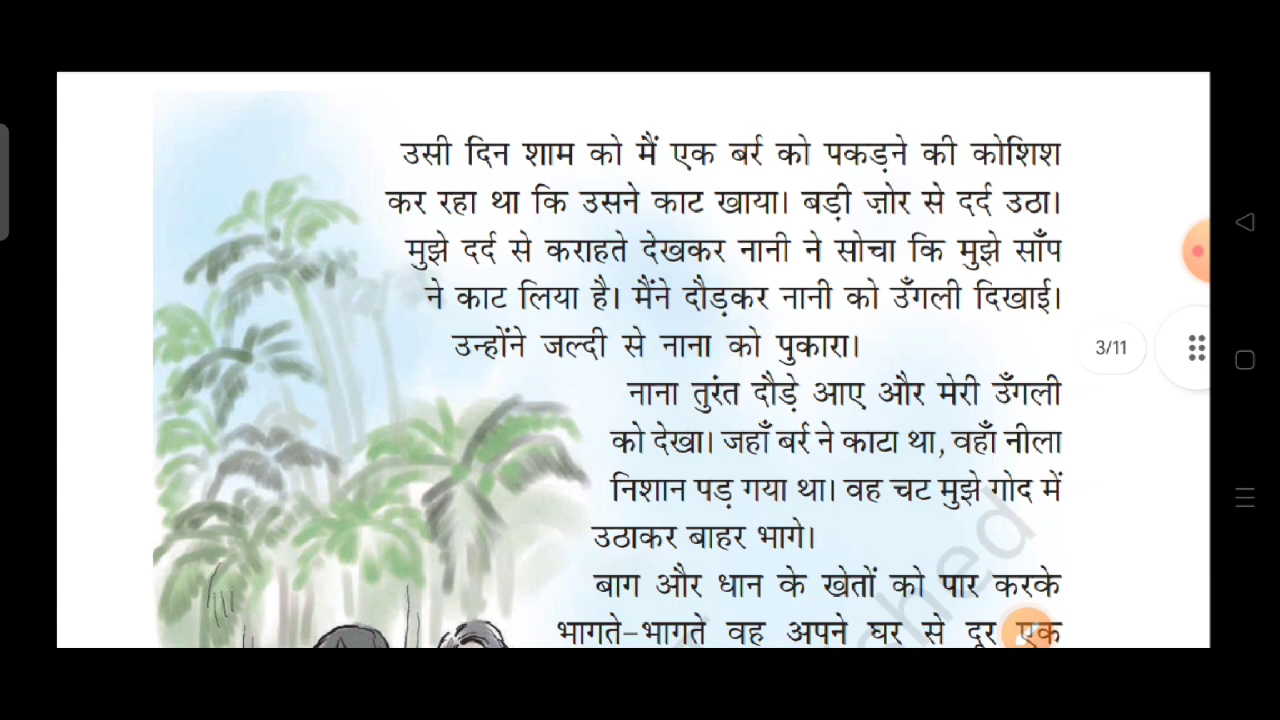 उसी दिन शाम को मैं एक बर्र को पकड़ने की कोशिश
कर रहा था कि उसने काट खाया। बड़ी ज़ोर से दर्द उठा।
मुझे दर्द से कराहते देखकर नानी ने सोचा कि मुझे साँप
ने काट लिया है। मैंने दौड़कर नानी को उँगली दिखाई।
उन्होंने जल्दी से नाना को पुकारा।
3/11
नाना तुरंत दौड़े आए और मेरी उँगली
को देखा। जहाँ बर्र ने काटा था, वहाँ नीला
निशान पड़ गया था। वह चट मुझे गोद में
उठाकर बाहर भागे।
बाग और धान के खेतों को पार करके
भागते-भागते वह अपने घर से दूर एक